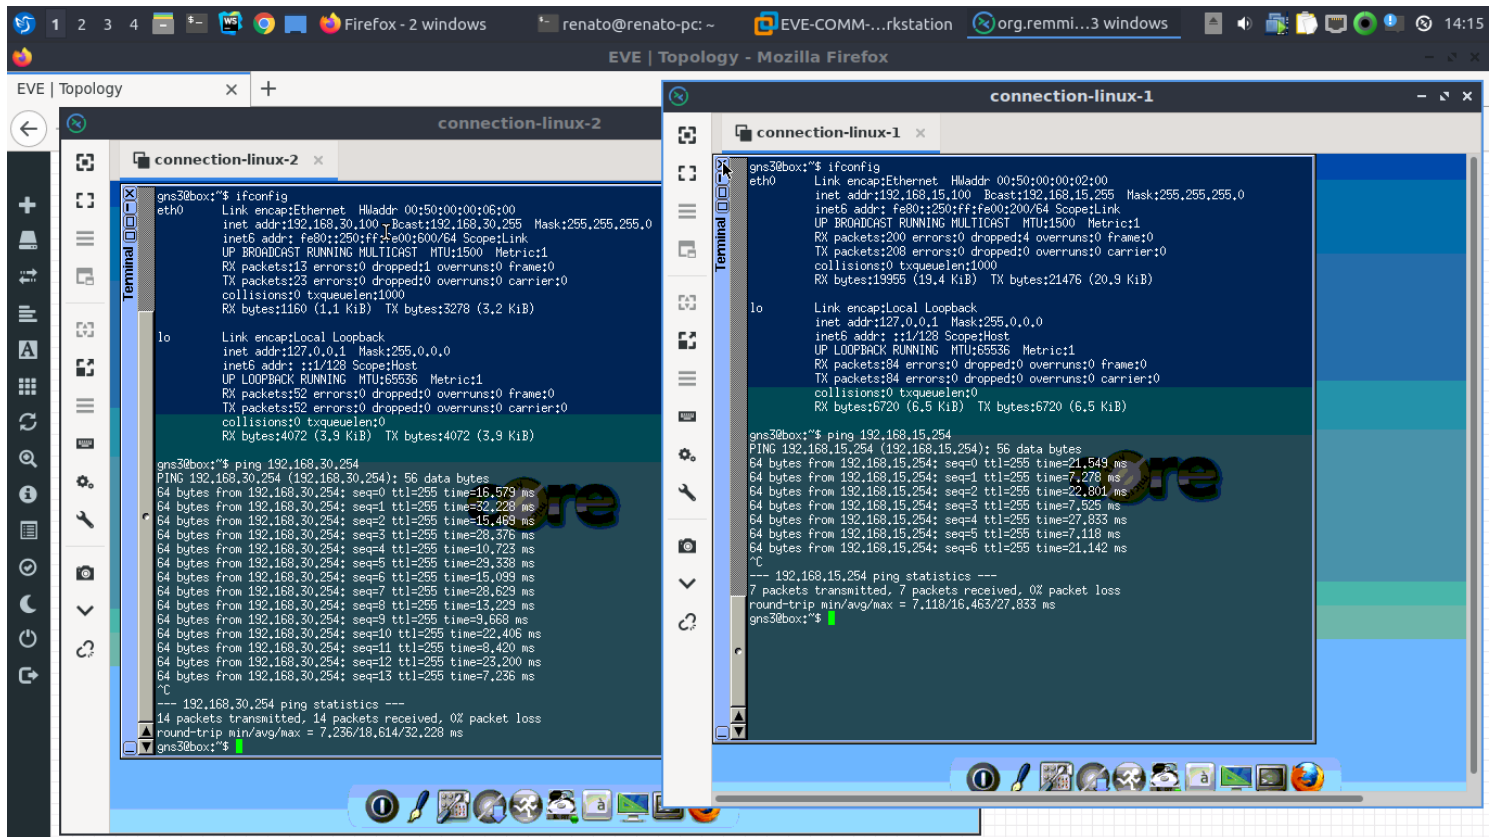 1 2 3 4 Firefox - 2 windows renato@renato-pc: ~ EVE-COMM-...rkstation org.remmi...3 windows 14:15
EVE | Topology - Mozilla Firefox
EVE | Topology
connection-linux-2
connection-linux-2
Terminal
gns3@box:~$ ifconfig
eth0 Link encap:Ethernet HWaddr 00:50:00:00:06:00
inet addr:192.168.30.100 Bcast:192.168.30.255 Mask:255.255.255.0
inet6 addr: fe80::250:ff:fe00:600/64 Scope:Link
UP BROADCAST RUNNING MULTICAST MTU:1500 Metric:1
RX packets:13 errors:0 dropped:1 overruns:0 frame:0
TX packets:23 errors:0 dropped:0 overruns:0 carrier:0
collisions:0 txqueuelen:1000
RX bytes:1160 (1.1 KiB) TX bytes:3278 (3.2 KiB)
lo Link encap:Local Loopback
inet addr:127.0.0.1 Mask:255.0.0.0
inet6 addr: ::1/128 Scope:Host
UP LOOPBACK RUNNING MTU:65536 Metric:1
RX packets:52 errors:0 dropped:0 overruns:0 frame:0
TX packets:52 errors:0 dropped:0 overruns:0 carrier:0
collisions:0 txqueuelen:0
RX bytes:4072 (3.9 KiB) TX bytes:4072 (3.9 KiB)
gns3@box:~$ ping 192.168.30.254
PING 192.168.30.254 (192.168.30.254): 56 data bytes
64 bytes from 192.168.30.254: seq=0 ttl=255 time=16.579 ms
64 bytes from 192.168.30.254: seq=1 ttl=255 time=32.228 ms
64 bytes from 192.168.30.254: seq=2 ttl=255 time=15.469 ms
64 bytes from 192.168.30.254: seq=3 ttl=255 time=28.376 ms
64 bytes from 192.168.30.254: seq=4 ttl=255 time=10.723 ms
64 bytes from 192.168.30.254: seq=5 ttl=255 time=29.338 ms
64 bytes from 192.168.30.254: seq=6 ttl=255 time=15.099 ms
64 bytes from 192.168.30.254: seq=7 ttl=255 time=28.629 ms
64 bytes from 192.168.30.254: seq=8 ttl=255 time=13.229 ms
64 bytes from 192.168.30.254: seq=9 ttl=255 time=9.668 ms
64 bytes from 192.168.30.254: seq=10 ttl=255 time=22.406 ms
64 bytes from 192.168.30.254: seq=11 ttl=255 time=8.420 ms
64 bytes from 192.168.30.254: seq=12 ttl=255 time=23.200 ms
64 bytes from 192.168.30.254: seq=13 ttl=255 time=7.236 ms
^C
--- 192.168.30.254 ping statistics ---
14 packets transmitted, 14 packets received, 0% packet loss
round-trip min/avg/max = 7.236/18.614/32.228 ms
gns3@box:~$
connection-linux-1
connection-linux-1
Terminal
gns3@box:~$ ifconfig
eth0 Link encap:Ethernet HWaddr 00:50:00:00:02:00
inet addr:192.168.15.100 Bcast:192.168.15.255 Mask:255.255.255.0
inet6 addr: fe80::250:ff:fe00:200/64 Scope:Link
UP BROADCAST RUNNING MULTICAST MTU:1500 Metric:1
RX packets:200 errors:0 dropped:4 overruns:0 frame:0
TX packets:208 errors:0 dropped:0 overruns:0 carrier:0
collisions:0 txqueuelen:1000
RX bytes:19955 (19.4 KiB) TX bytes:21476 (20.9 KiB)
lo Link encap:Local Loopback
inet addr:127.0.0.1 Mask:255.0.0.0
inet6 addr: ::1/128 Scope:Host
UP LOOPBACK RUNNING MTU:65536 Metric:1
RX packets:84 errors:0 dropped:0 overruns:0 frame:0
TX packets:84 errors:0 dropped:0 overruns:0 carrier:0
collisions:0 txqueuelen:0
RX bytes:6720 (6.5 KiB) TX bytes:6720 (6.5 KiB)
gns3@box:~$ ping 192.168.15.254
PING 192.168.15.254 (192.168.15.254): 56 data bytes
64 bytes from 192.168.15.254: seq=0 ttl=255 time=21.549 ms
64 bytes from 192.168.15.254: seq=1 ttl=255 time=7.278 ms
64 bytes from 192.168.15.254: seq=2 ttl=255 time=22.801 ms
64 bytes from 192.168.15.254: seq=3 ttl=255 time=7.525 ms
64 bytes from 192.168.15.254: seq=4 ttl=255 time=27.833 ms
64 bytes from 192.168.15.254: seq=5 ttl=255 time=7.118 ms
64 bytes from 192.168.15.254: seq=6 ttl=255 time=21.142 ms
^C
--- 192.168.15.254 ping statistics ---
7 packets transmitted, 7 packets received, 0% packet loss
round-trip min/avg/max = 7.118/16.463/27.833 ms
gns3@box:~$